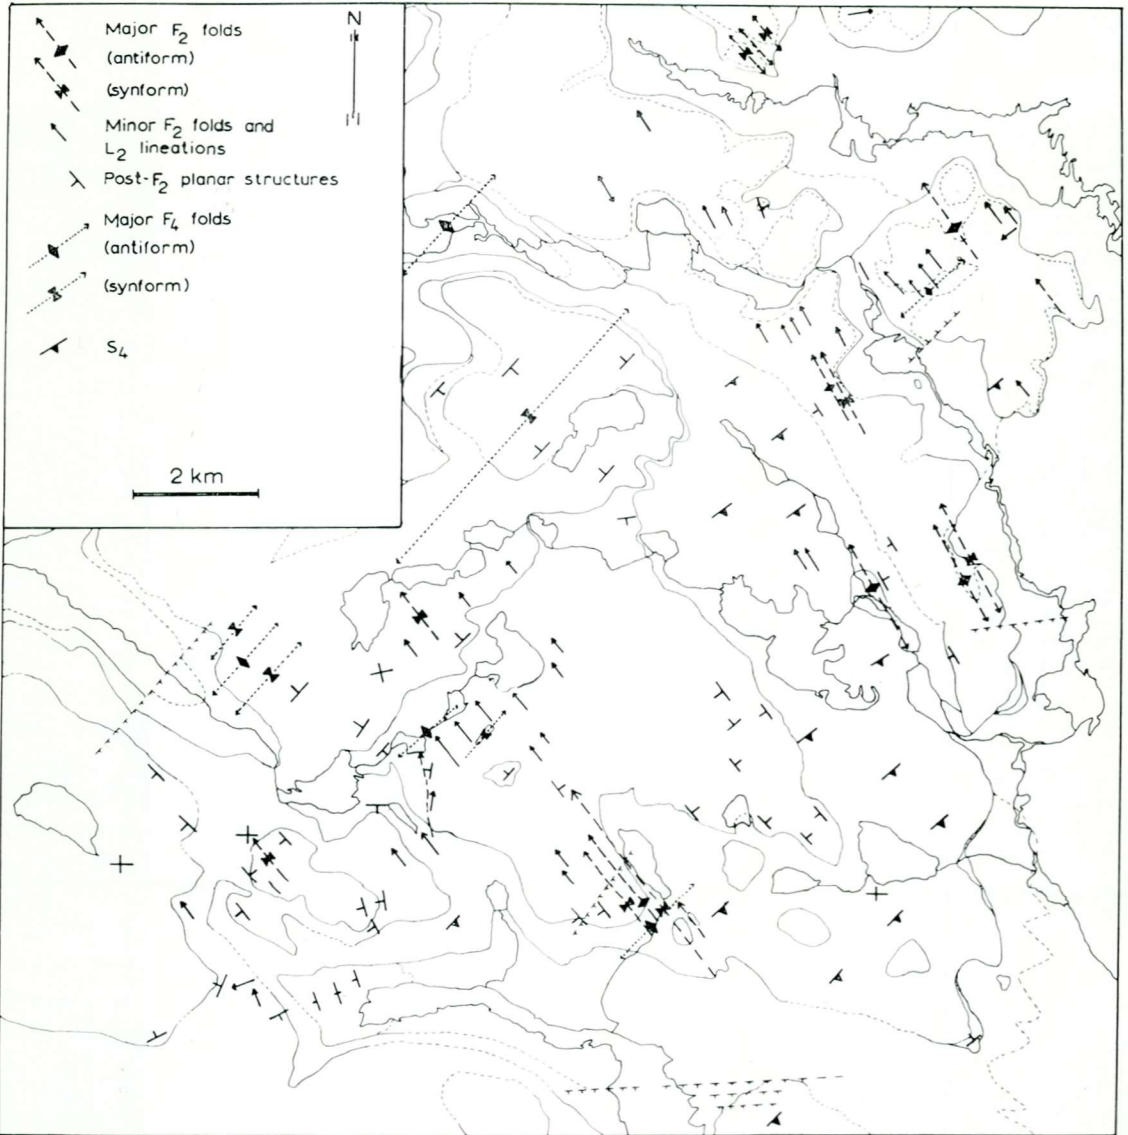 Major F₂ folds
(antiform)
(synform)
Minor F₂ folds and
L₂ lineations
Post-F₂ planar structures
Major F₄ folds
(antiform)
(synform)
S₄
N
2 km